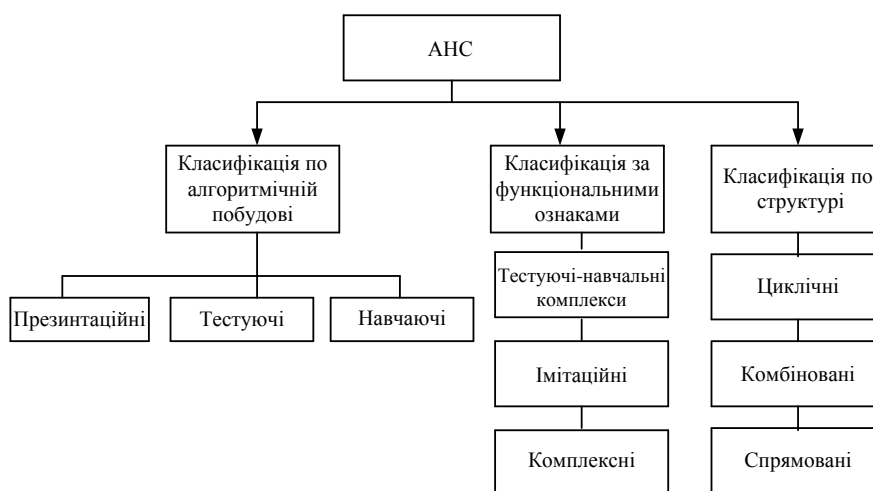 АНС
Класифікація по
алгоритмічній
побудові
Класифікація за
функціональними
ознаками
Класифікація по
структурі
Презинтаційні
Тестуючі
Навчаючі
Тестуючі-навчальні
комплекси
Імітаційні
Комплексні
Циклічні
Комбіновані
Спрямовані